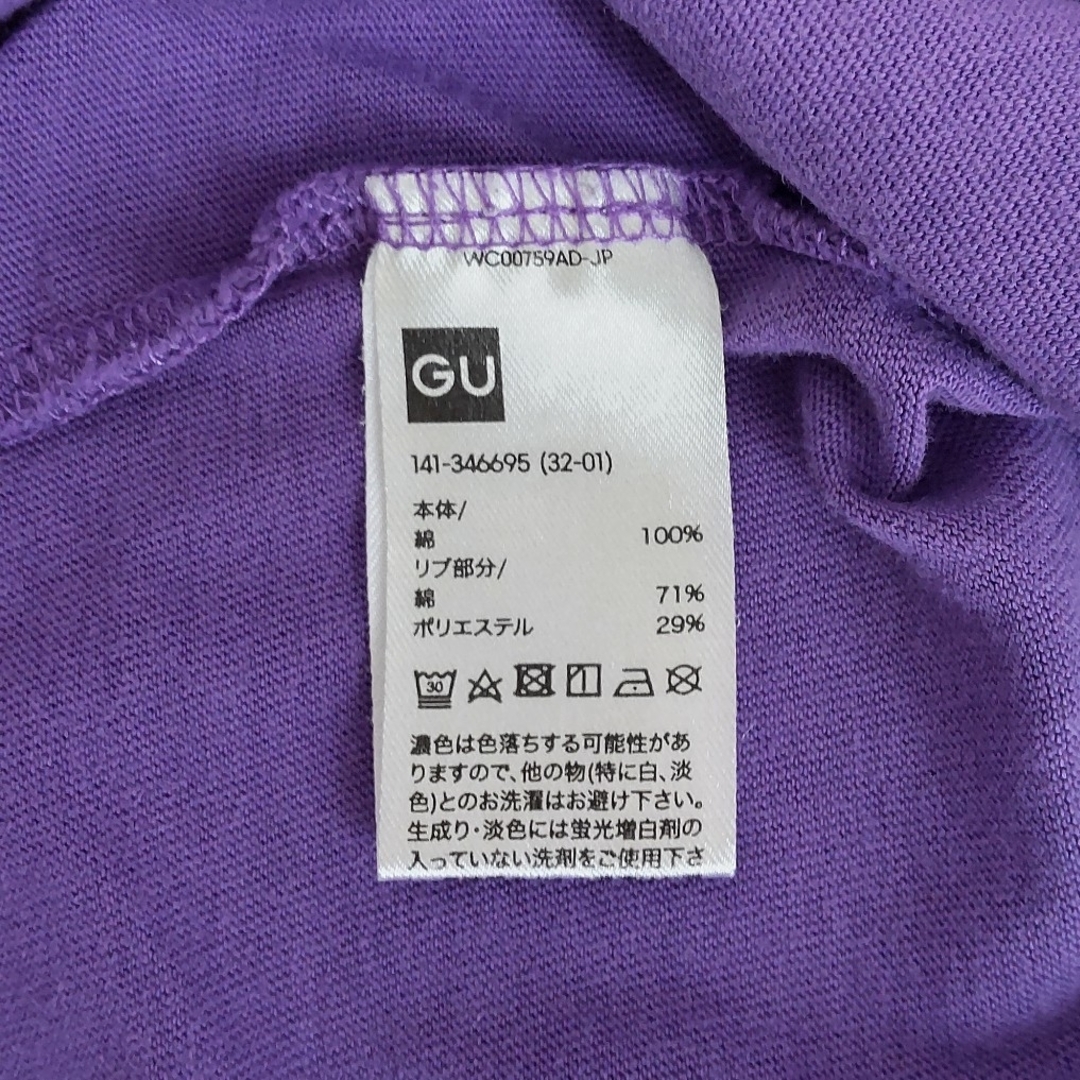 WC00759AD-JP
GU
141-346695 (32-01)
本体/
綿 100%
リブ部分/
綿 71%
ポリエステル 29%
30
濃色は色落ちする可能性があ
りますので、他の物(特に白、淡
色)とのお洗濯はお避け下さい。
生成り・淡色には蛍光増白剤の
入っていない洗剤をご使用下さ